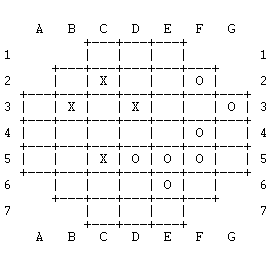 A B C D E F G
1 1
2 X O 2
3 X X O 3
4 O 4
5 X O O O 5
6 O 6
7 7
A B C D E F G